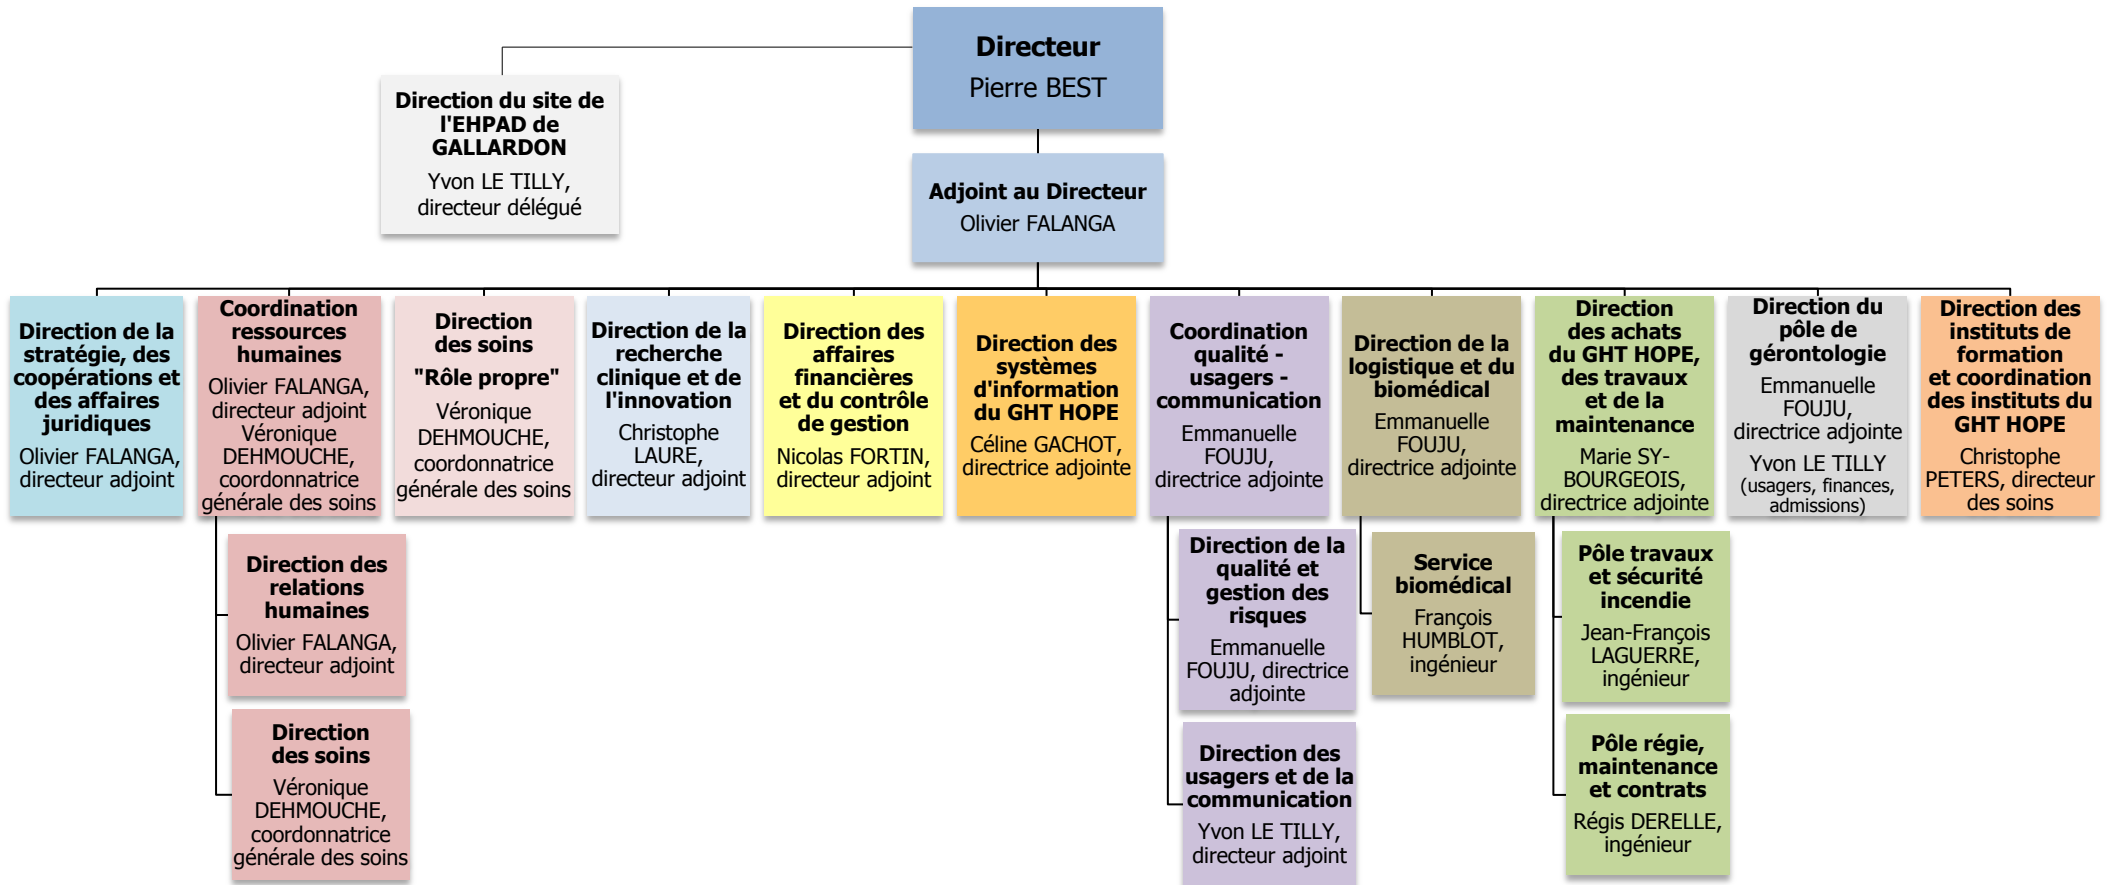 Directeur
Pierre BEST
Direction du site de
l'EHPAD de
GALLARDON
Yvon LE TILLY,
directeur délégué
Adjoint au Directeur
Olivier FALANGA
Direction de la
stratégie, des
coopérations et
des affaires
juridiques
Olivier FALANGA,
directeur adjoint
Coordination
ressources
humaines
Olivier FALANGA,
directeur adjoint
Véronique
DEHMOUCHE,
coordonnatrice
générale des soins
Direction
des soins
"Rôle propre"
Véronique
DEHMOUCHE,
coordonnatrice
générale des soins
Direction de la
recherche
clinique et de
l'innovation
Christophe
LAURE,
directeur adjoint
Direction des
affaires
financières
et du contrôle
de gestion
Nicolas FORTIN,
directeur adjoint
Direction des
systèmes
d'information
du GHT HOPE
Céline GACHOT,
directrice adjointe
Coordination
qualité -
usagers -
communication
Emmanuelle
FOUJU,
directrice adjointe
Direction de la
logistique et du
biomédical
Emmanuelle
FOUJU,
directrice adjointe
Direction
des achats
du GHT HOPE,
des travaux
et de la
maintenance
Marie SY-
BOURGEOIS,
directrice adjointe
Direction du
pôle de
gérontologie
Emmanuelle
FOUJU,
directrice adjointe
Yvon LE TILLY
(usagers, finances,
admissions)
Direction des
instituts de
formation
et coordination
des instituts du
GHT HOPE
Christophe
PETERS, directeur
des soins
Direction des
relations
humaines
Olivier FALANGA,
directeur adjoint
Direction
des soins
Véronique
DEHMOUCHE,
coordonnatrice
générale des soins
Direction de la
qualité et
gestion des
risques
Emmanuelle
FOUJU, directrice
adjointe
Direction des
usagers et de la
communication
Yvon LE TILLY,
directeur adjoint
Service
biomédical
François
HUMBLOT,
ingénieur
Pôle travaux
et sécurité
incendie
Jean-François
LAGUERRE,
ingénieur
Pôle régie,
maintenance
et contrats
Régis DERELLE,
ingénieur